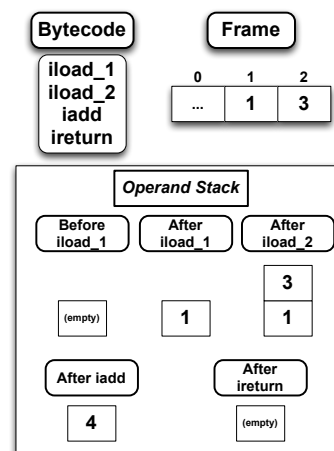 Bytecode
Frame
iload_1
iload_2
iadd
ireturn
0 1 2
... 1 3
Operand Stack
Before
iload_1
After
iload_1
After
iload_2
(empty)
1
3
1
After iadd
After
ireturn
4
(empty)